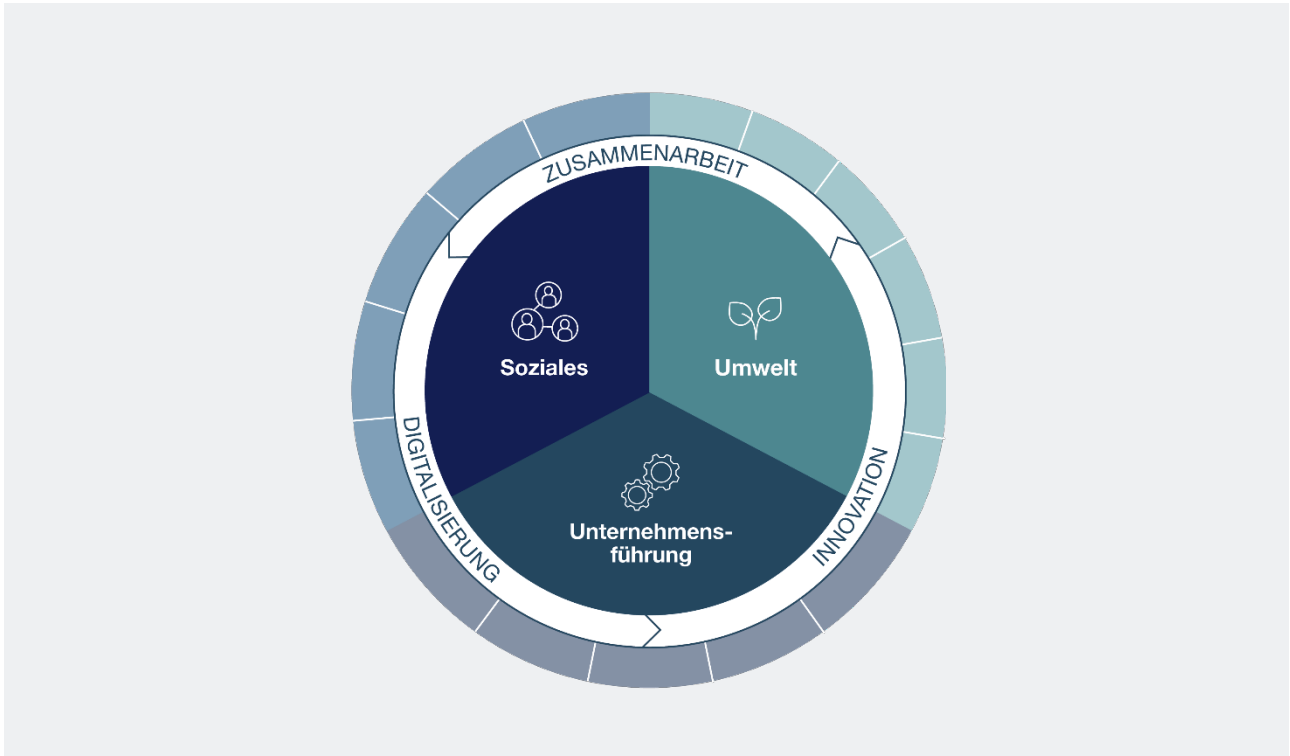 ZUSAMMENARBEIT
Soziales
Umwelt
DIGITALISIERUNG
INNOVATION
Unternehmens-
führung